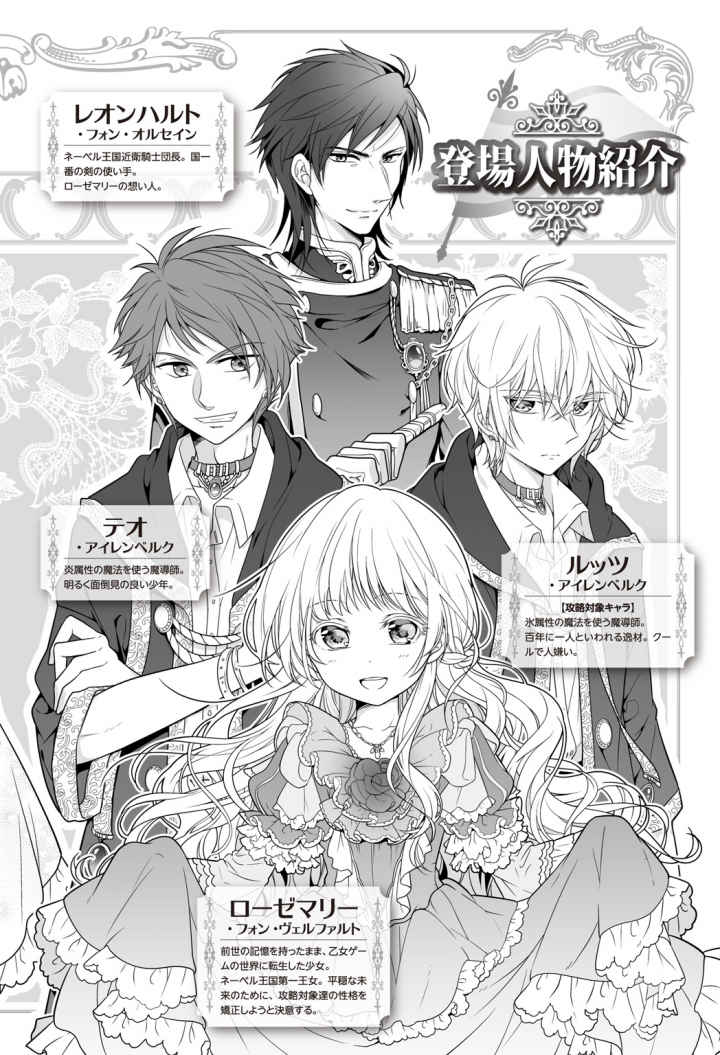 登場人物紹介
レオンハルト
・フォン・オルセイン
ネーベル王国近衛騎士団長。国一
番の剣の使い手。
ローゼマリーの想い人。
テオ
・アイレンベルク
炎属性の魔法を使う魔導師。
明るく面倒見の良い少年。
ルッツ
・アイレンベルク
【攻略対象キャラ】
氷属性の魔法を使う魔導師。
百年に一人といわれる逸材。クー
ルで人嫌い。
ローゼマリー
・フォン・ヴェルファルト
前世の記憶を持ったまま、乙女ゲー
ムの世界に転生した少女。
ネーベル王国第一王女。平穏な未
来のために、攻略対象達の性格を
矯正しようと決意する。